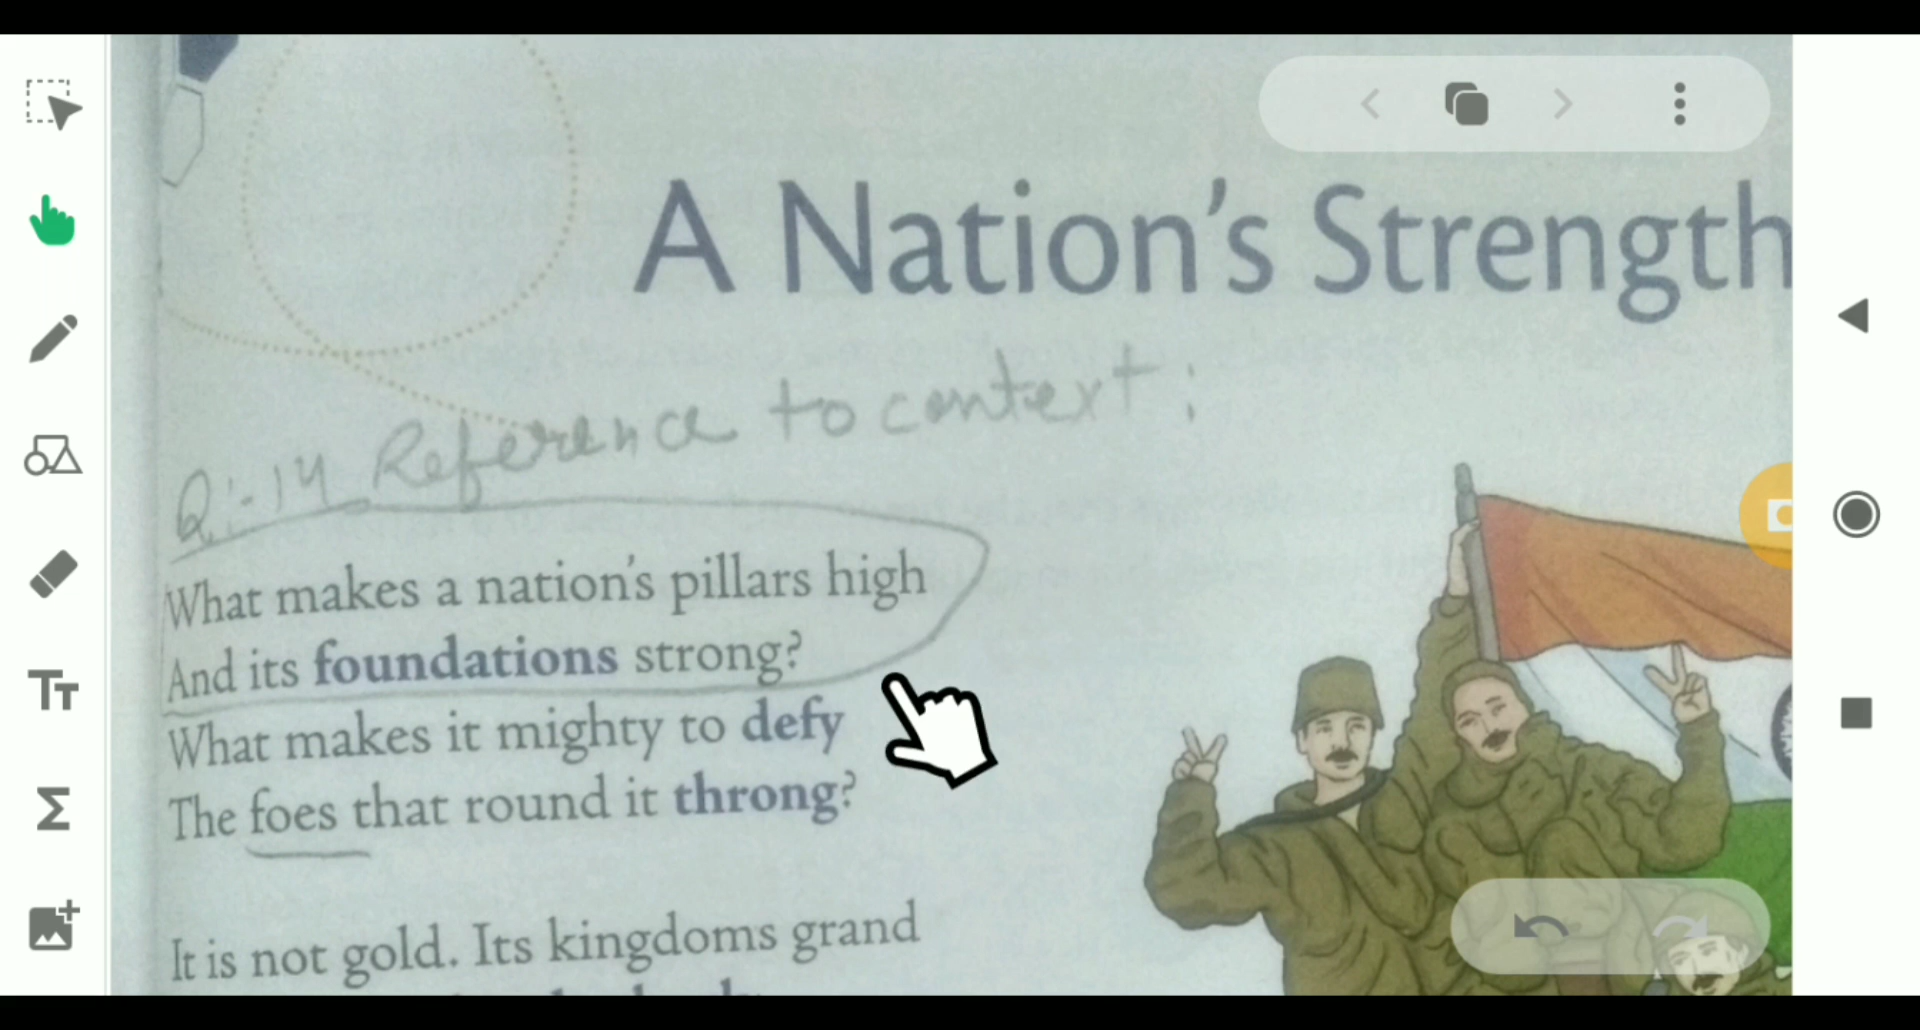 A Nation's Strength
Q:-14 Reference to context:
What makes a nation's pillars high
And its foundations strong?
What makes it mighty to defy
The foes that round it throng?
It is not gold. Its kingdoms grand